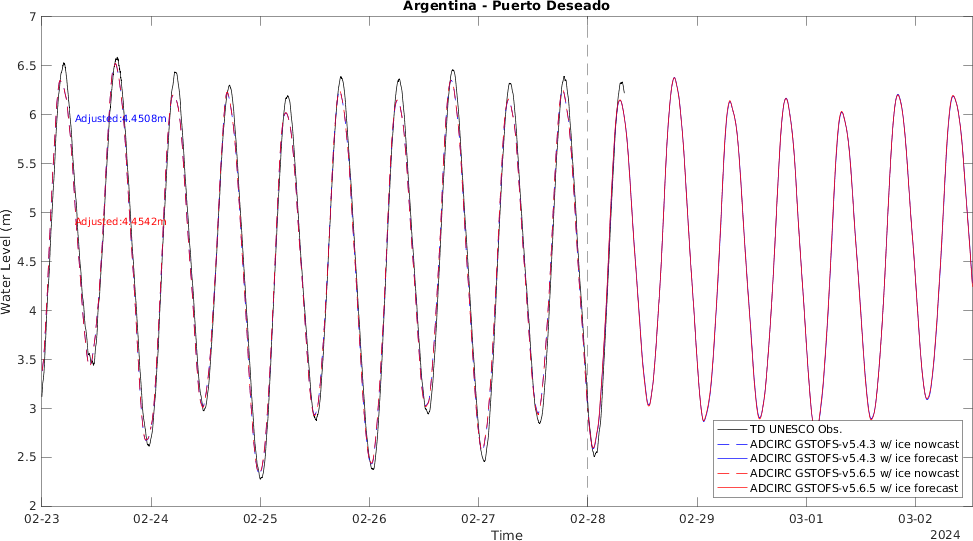 Argentina - Puerto Deseado
7
6.5
6
5.5
5
4.5
4
3.5
3
2.5
2
Water Level (m)
Adjusted:4.4508m
Adjusted:4.4542m
TD UNESCO Obs.
ADCIRC GSTOFS-v5.4.3 w/ ice nowcast
ADCIRC GSTOFS-v5.4.3 w/ ice forecast
ADCIRC GSTOFS-v5.6.5 w/ ice nowcast
ADCIRC GSTOFS-v5.6.5 w/ ice forecast
02-23 02-24 02-25 02-26 02-27 02-28 02-29 03-01 03-02
Time
2024